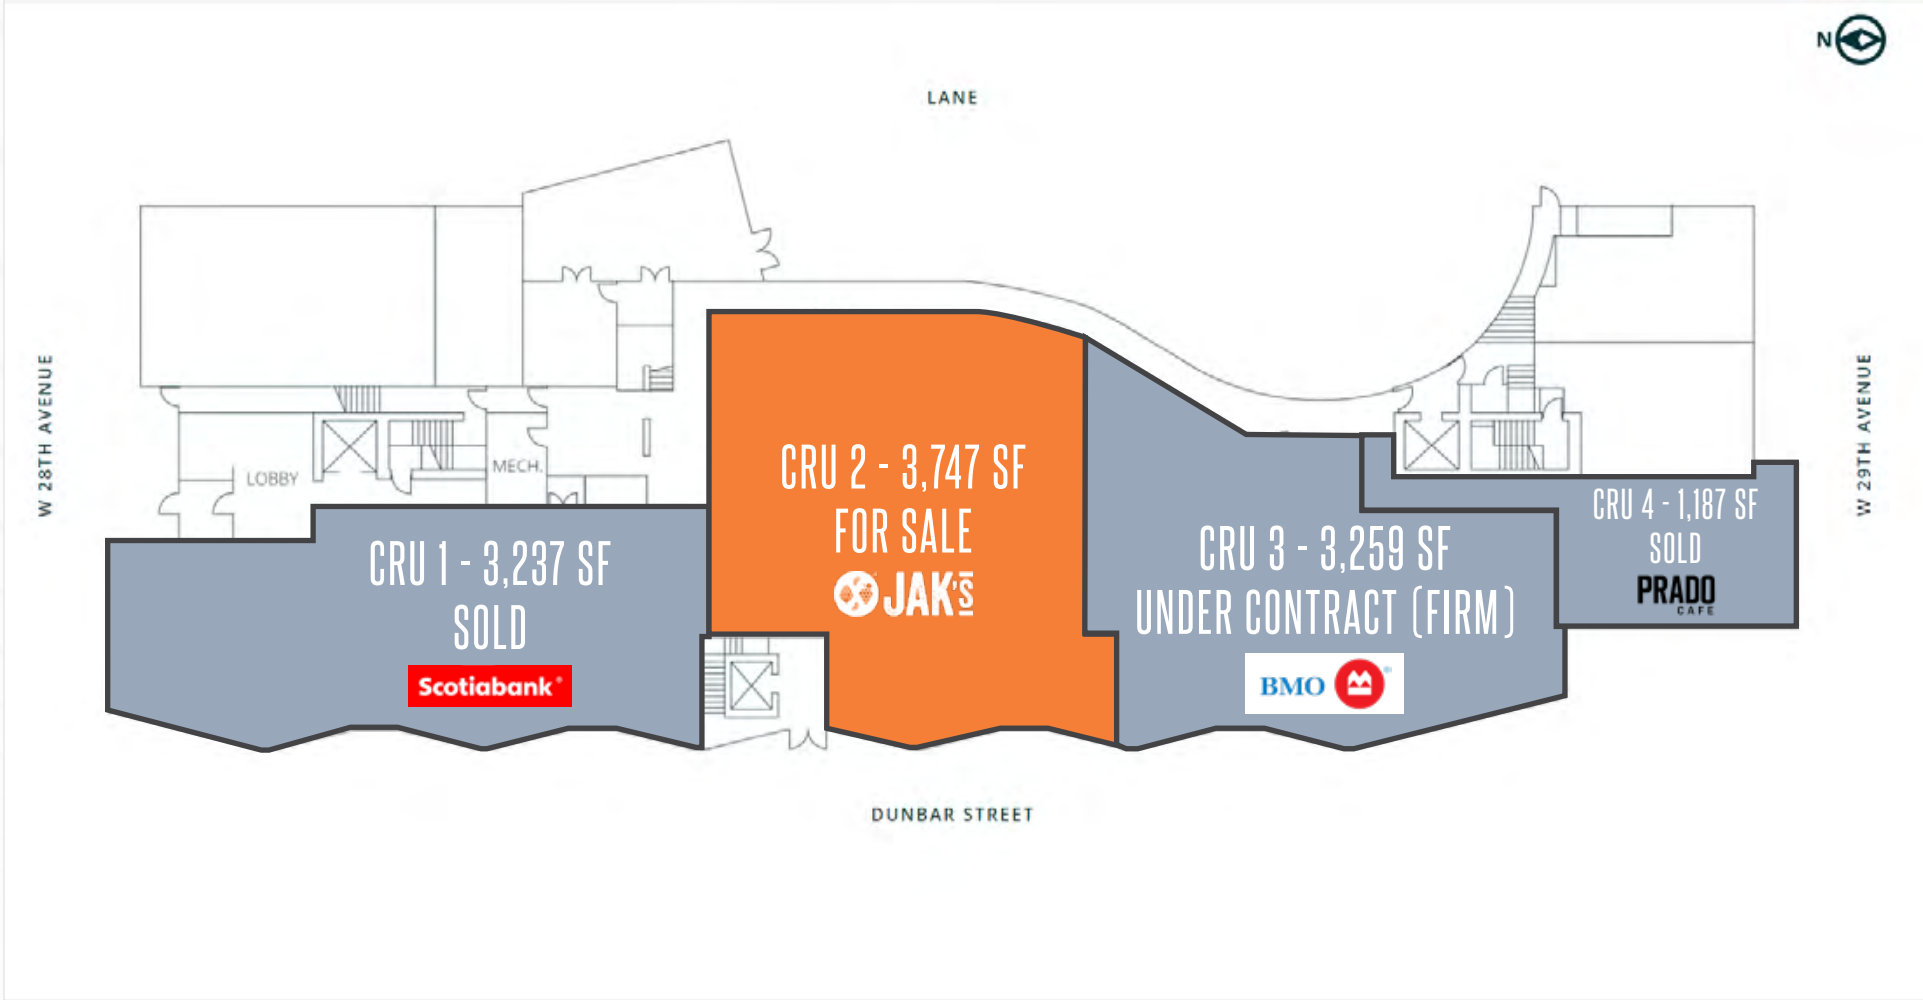 N
LANE
W 28TH AVENUE
W 29TH AVENUE
LOBBY
MECH.
CRU 1 - 3,237 SF
SOLD
Scotiabank®
CRU 2 - 3,747 SF
FOR SALE
JAK'S
CRU 3 - 3,259 SF
UNDER CONTRACT (FIRM)
BMO ®
CRU 4 - 1,187 SF
SOLD
PRADO
CAFE
DUNBAR STREET